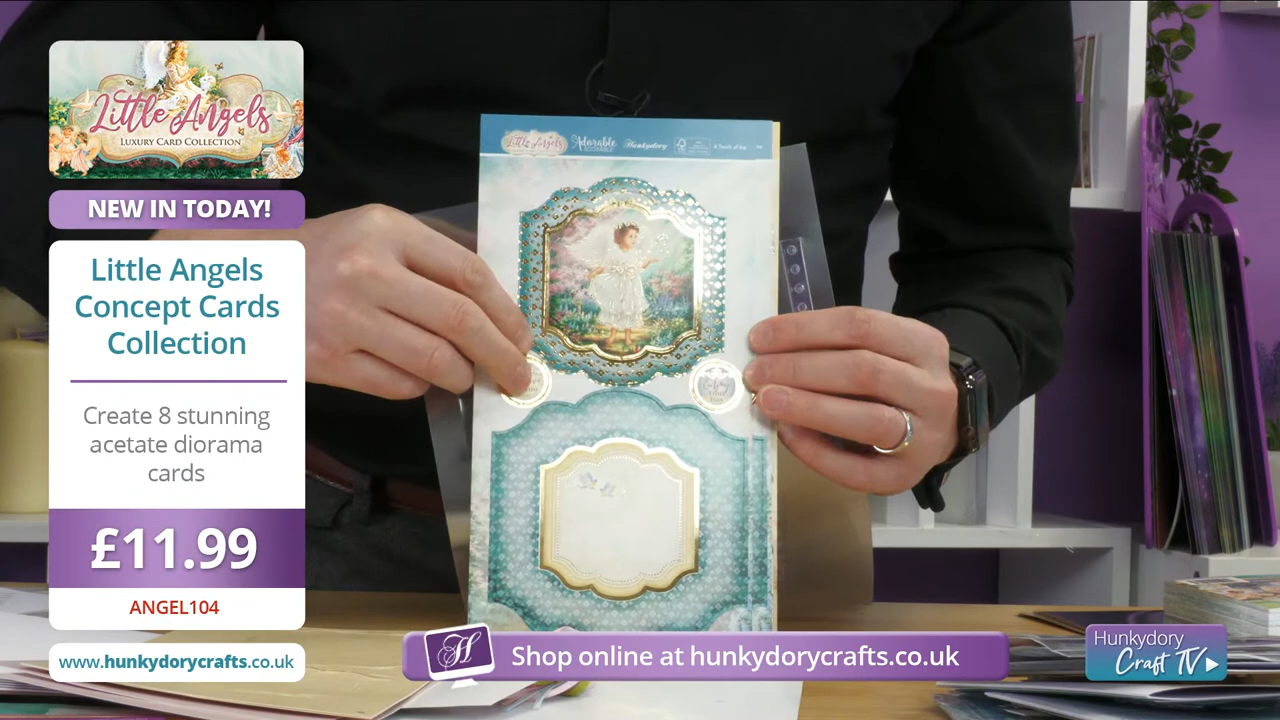 Little Angels
LUXURY CARD COLLECTION
NEW IN TODAY!
Little Angels
Concept Cards
Collection
Create 8 stunning
acetate diorama
cards
£11.99
ANGEL104
www.hunkydorycrafts.co.uk
Little Angels Adorable Hunkydory
Shop online at hunkydorycrafts.co.uk
Hunkydory
Craft TV